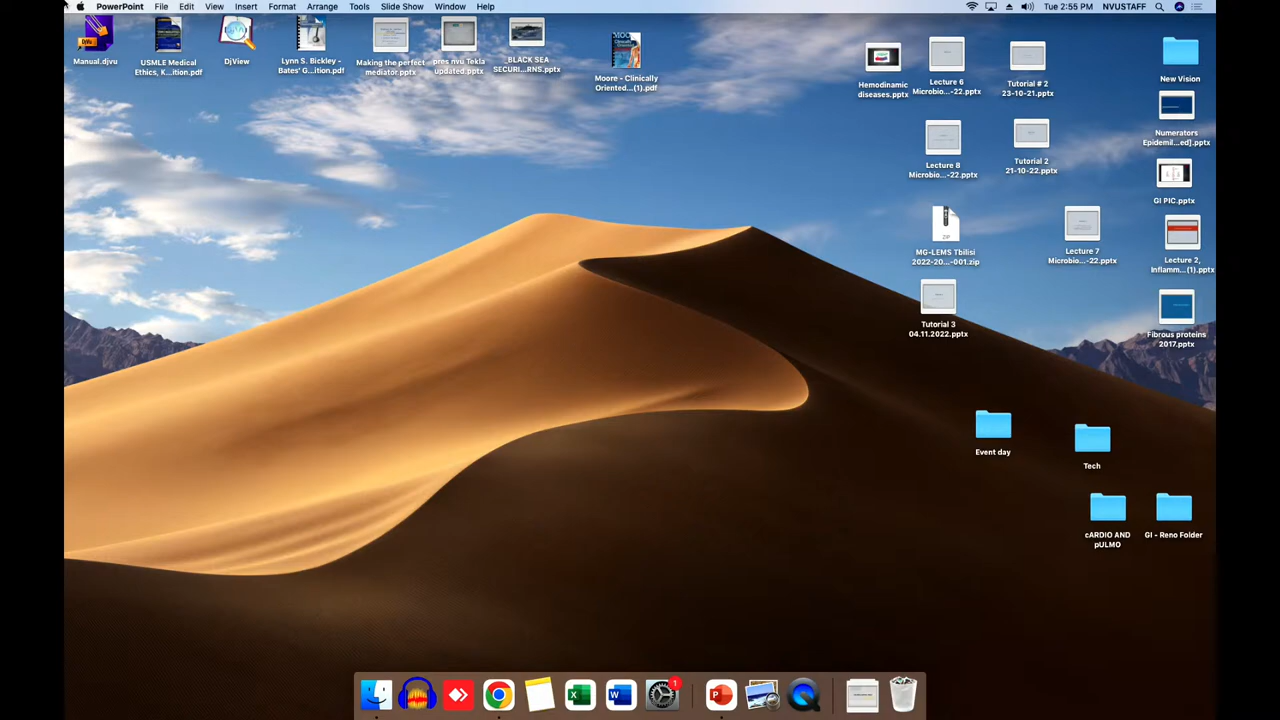 PowerPoint File Edit View Insert Format Arrange Tools Slide Show Window Help Tue 2:55 PM NVUSTAFF
Manual.djvu
USMLE Medical
Ethics, K...ition.pdf
DjView
Lynn S. Bickley -
Bates' G...ition.pdf
Making the perfect
mediator.pptx
pres nvu Tekla
updated.pptx
_BLACK SEA
SECURI...RNS.pptx
Moore - Clinically
Oriented...(1).pdf
Hemodinamic
diseases.pptx
Lecture 6
Microbio...-22.pptx
Tutorial # 2
23-10-21.pptx
New Vision
Numerators
Epidemil...ed].pptx
Lecture 8
Microbio...-22.pptx
Tutorial 2
21-10-22.pptx
GI PIC.pptx
ZIP
MG-LEMS Tbilisi
2022-20...-001.zip
Lecture 7
Microbio...-22.pptx
Lecture 2,
Inflamm...(1).pptx
Tutorial 3
04.11.2022.pptx
Fibrous proteins
2017.pptx
Event day
Tech
cARDIO AND
pULMO
GI - Reno Folder
1